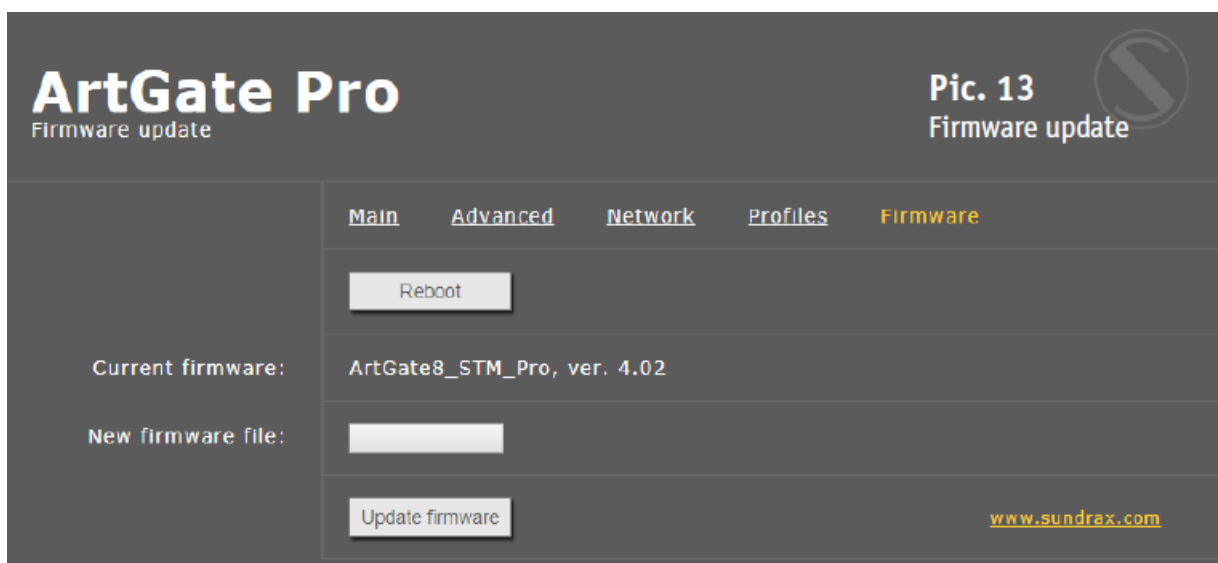 ArtGate Pro
Firmware update
Pic. 13
Firmware update
Main Advanced Network Profiles Firmware
Reboot
Current firmware: ArtGate8_STM_Pro, ver. 4.02
New firmware file:
Update firmware www.sundrax.com